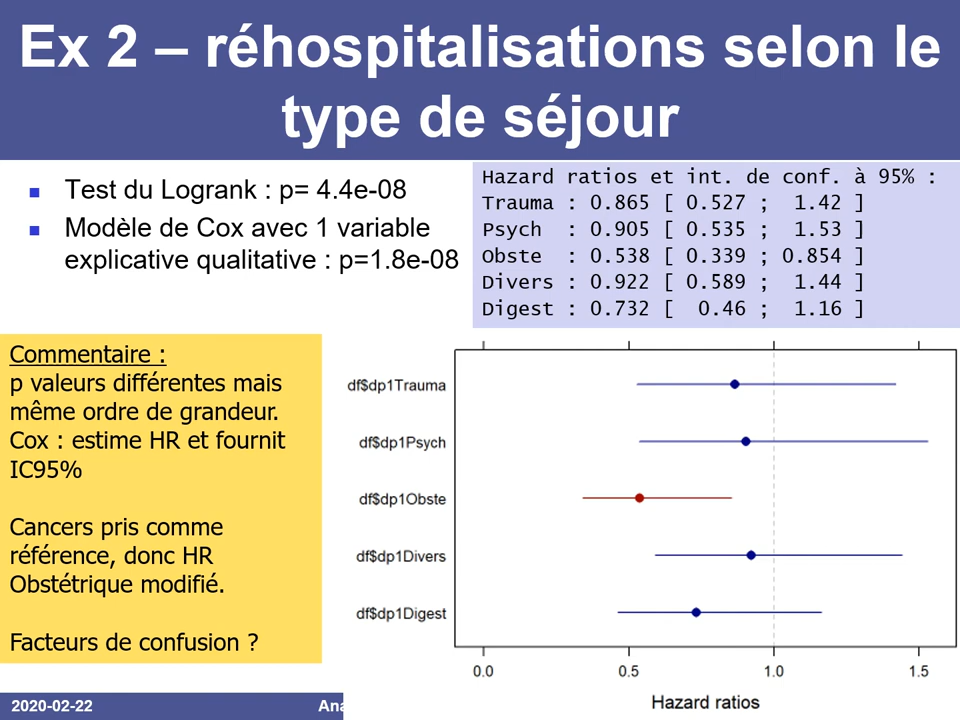 Ex 2 – réhospitalisations selon le
type de séjour
Test du Logrank : p= 4.4e-08
Modèle de Cox avec 1 variable
explicative qualitative : p=1.8e-08
Hazard ratios et int. de conf. à 95% :
Trauma : 0.865 [ 0.527 ; 1.42 ]
Psych : 0.905 [ 0.535 ; 1.53 ]
Obste : 0.538 [ 0.339 ; 0.854 ]
Divers : 0.922 [ 0.589 ; 1.44 ]
Digest : 0.732 [ 0.46 ; 1.16 ]
Commentaire :
p valeurs différentes mais
même ordre de grandeur.
Cox : estime HR et fournit
IC95%
Cancers pris comme
référence, donc HR
Obstétrique modifié.
Facteurs de confusion ?
df$dp1Trauma
df$dp1Psych
df$dp1Obste
df$dp1Divers
df$dp1Digest
0.0 0.5 1.0 1.5
Hazard ratios
2020-02-22